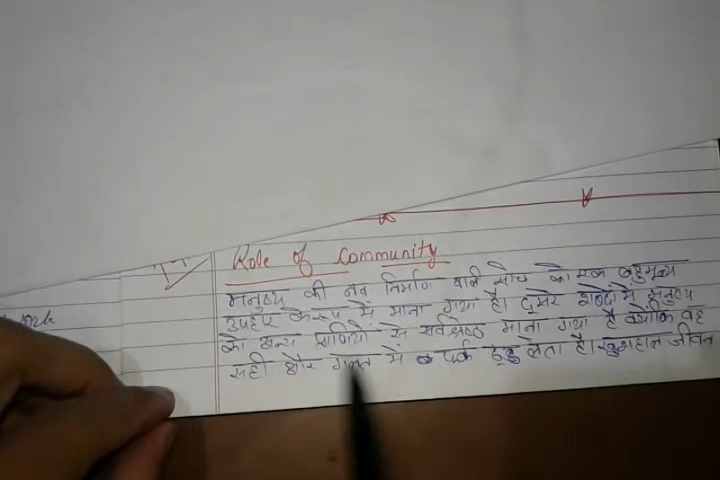 Role of Community
मनुष्य की नव निर्माण वाली सोच को एक बहुमूल्य
उपहार के रूप में माना गया है। दूसरे शब्दों में मनुष्य
को अन्य प्राणियों से सर्वश्रेष्ठ माना गया है क्योंकि वह
सही और गलत में फर्क ढूढ लेता है। खुशहाल जीवन